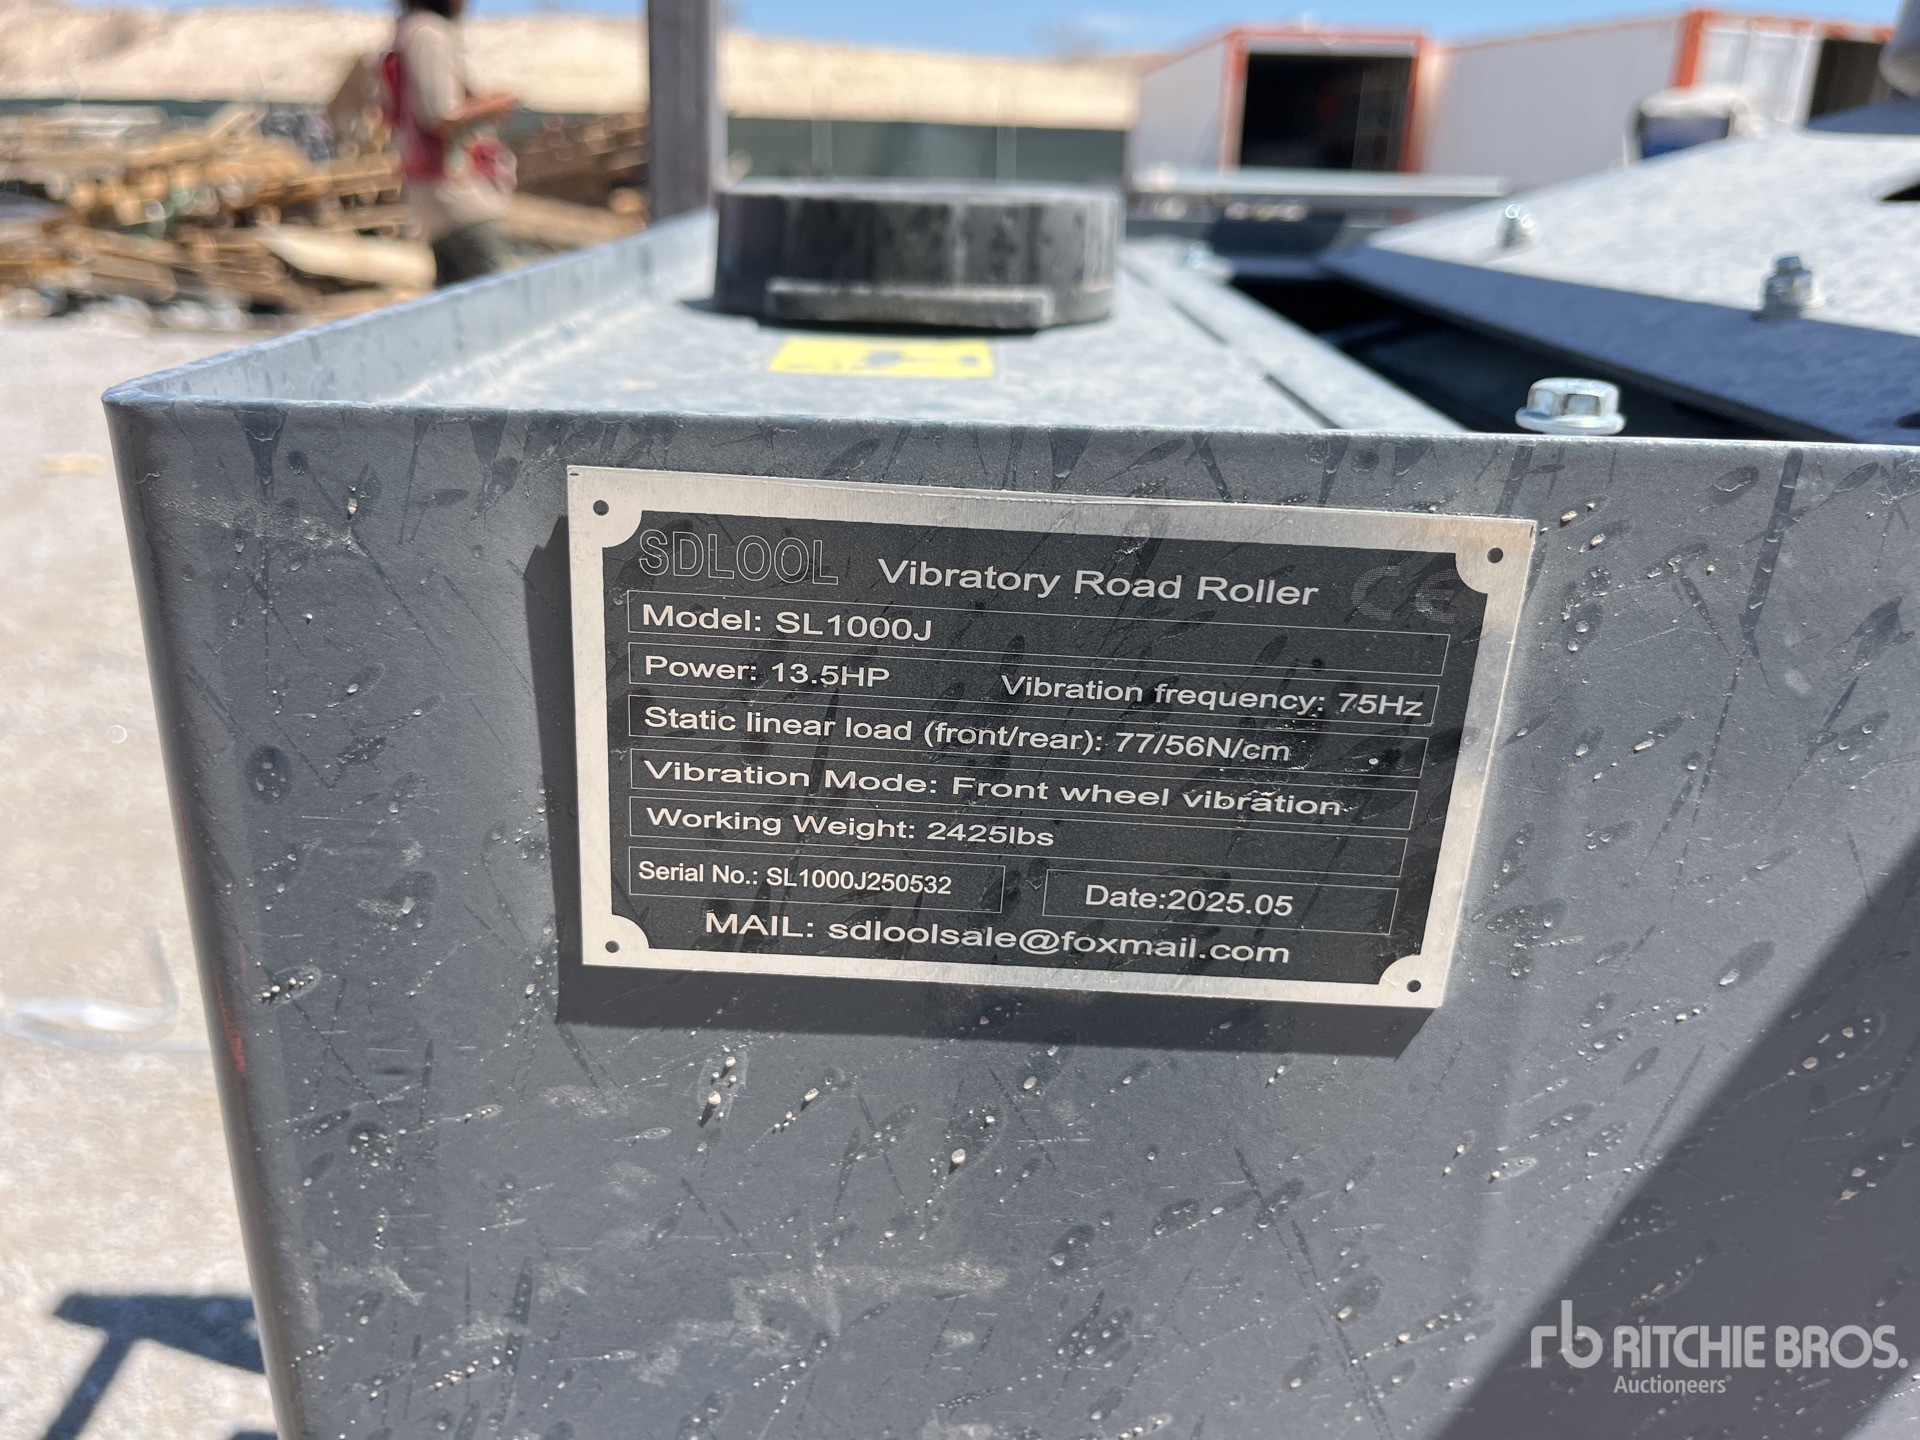 SDLOOL Vibratory Road Roller CE
Model: SL1000J
Power: 13.5HP Vibration frequency: 75Hz
Static linear load (front/rear): 77/56N/cm
Vibration Mode: Front wheel vibration
Working Weight: 2425lbs
Serial No.: SL1000J250532 Date:2025.05
MAIL: sdloolsale@foxmail.com
rb RITCHIE BROS.
Auctioneers